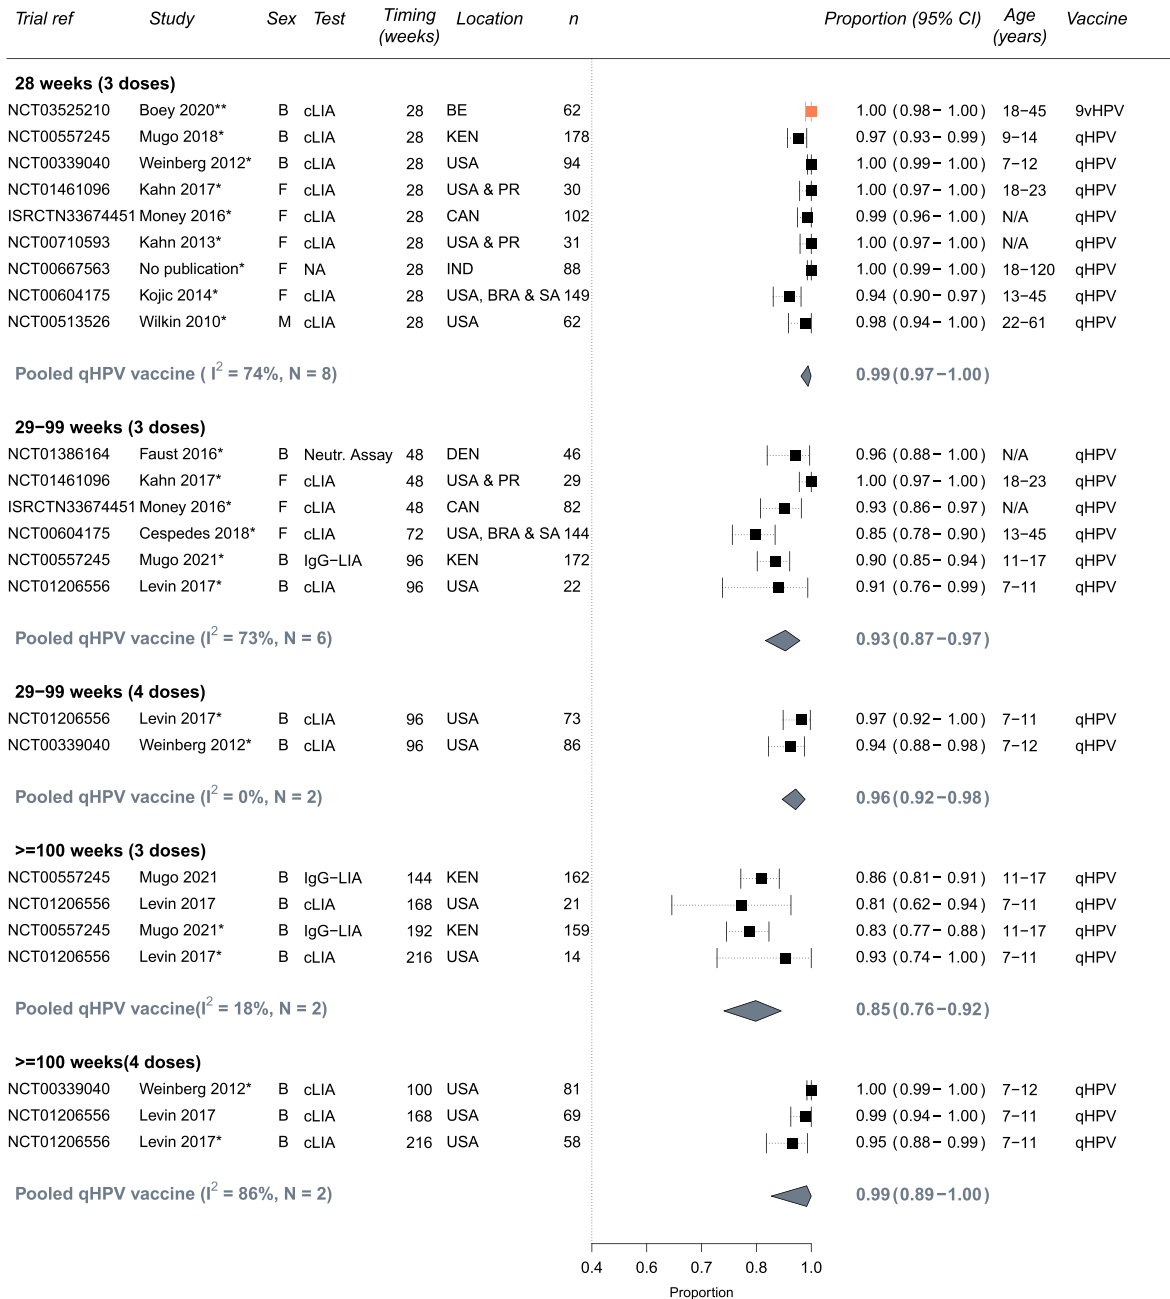 Trial ref Study Sex Test Timing (weeks) Location n Proportion (95% CI) Age (years) Vaccine
28 weeks (3 doses)
NCT03525210 Boey 2020** B cLIA 28 BE 62 1.00 (0.98− 1.00) 18−45 9vHPV
NCT00557245 Mugo 2018* B cLIA 28 KEN 178 0.97 (0.93− 0.99) 9−14 qHPV
NCT00339040 Weinberg 2012* B cLIA 28 USA 94 1.00 (0.99− 1.00) 7−12 qHPV
NCT01461096 Kahn 2017* F cLIA 28 USA & PR 30 1.00 (0.97− 1.00) 18−23 qHPV
ISRCTN33674451 Money 2016* F cLIA 28 CAN 102 0.99 (0.96− 1.00) N/A qHPV
NCT00710593 Kahn 2013* F cLIA 28 USA & PR 31 1.00 (0.97− 1.00) N/A qHPV
NCT00667563 No publication* F NA 28 IND 88 1.00 (0.99− 1.00) 18−120 qHPV
NCT00604175 Kojic 2014* F cLIA 28 USA, BRA & SA 149 0.94 (0.90− 0.97) 13−45 qHPV
NCT00513526 Wilkin 2010* M cLIA 28 USA 62 0.98 (0.94− 1.00) 22−61 qHPV
Pooled qHPV vaccine ( I² = 74%, N = 8) 0.99(0.97−1.00)
29−99 weeks (3 doses)
NCT01386164 Faust 2016* B Neutr. Assay 48 DEN 46 0.96 (0.88− 1.00) N/A qHPV
NCT01461096 Kahn 2017* F cLIA 48 USA & PR 29 1.00 (0.97− 1.00) 18−23 qHPV
ISRCTN33674451 Money 2016* F cLIA 48 CAN 82 0.93 (0.86− 0.97) N/A qHPV
NCT00604175 Cespedes 2018* F cLIA 72 USA, BRA & SA 144 0.85 (0.78− 0.90) 13−45 qHPV
NCT00557245 Mugo 2021* B IgG−LIA 96 KEN 172 0.90 (0.85− 0.94) 11−17 qHPV
NCT01206556 Levin 2017* B cLIA 96 USA 22 0.91 (0.76− 0.99) 7−11 qHPV
Pooled qHPV vaccine (I² = 73%, N = 6) 0.93(0.87−0.97)
29−99 weeks (4 doses)
NCT01206556 Levin 2017* B cLIA 96 USA 73 0.97 (0.92− 1.00) 7−11 qHPV
NCT00339040 Weinberg 2012* B cLIA 96 USA 86 0.94 (0.88− 0.98) 7−12 qHPV
Pooled qHPV vaccine (I² = 0%, N = 2) 0.96(0.92−0.98)
>=100 weeks (3 doses)
NCT00557245 Mugo 2021 B IgG−LIA 144 KEN 162 0.86 (0.81− 0.91) 11−17 qHPV
NCT01206556 Levin 2017 B cLIA 168 USA 21 0.81 (0.62− 0.94) 7−11 qHPV
NCT00557245 Mugo 2021* B IgG−LIA 192 KEN 159 0.83 (0.77− 0.88) 11−17 qHPV
NCT01206556 Levin 2017* B cLIA 216 USA 14 0.93 (0.74− 1.00) 7−11 qHPV
Pooled qHPV vaccine(I² = 18%, N = 2) 0.85(0.76−0.92)
>=100 weeks(4 doses)
NCT00339040 Weinberg 2012* B cLIA 100 USA 81 1.00 (0.99− 1.00) 7−12 qHPV
NCT01206556 Levin 2017 B cLIA 168 USA 69 0.99 (0.94− 1.00) 7−11 qHPV
NCT01206556 Levin 2017* B cLIA 216 USA 58 0.95 (0.88− 0.99) 7−11 qHPV
Pooled qHPV vaccine (I² = 86%, N = 2) 0.99(0.89−1.00)
0.4 0.6 0.7 0.8 0.9 1.0
Proportion